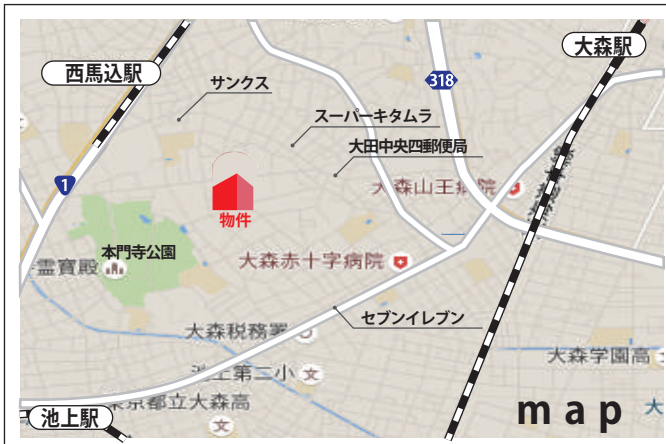 西馬込駅
サンクス
スーパーキタムラ
大田中央四郵便局
大森駅
318
大森山王病院
1
物件
本門寺公園
霊寶殿
大森赤十字病院
セブンイレブン
大森税務署
池上第二小
文
大森学園高
文
東京都立大森高
文
池上駅
map
大